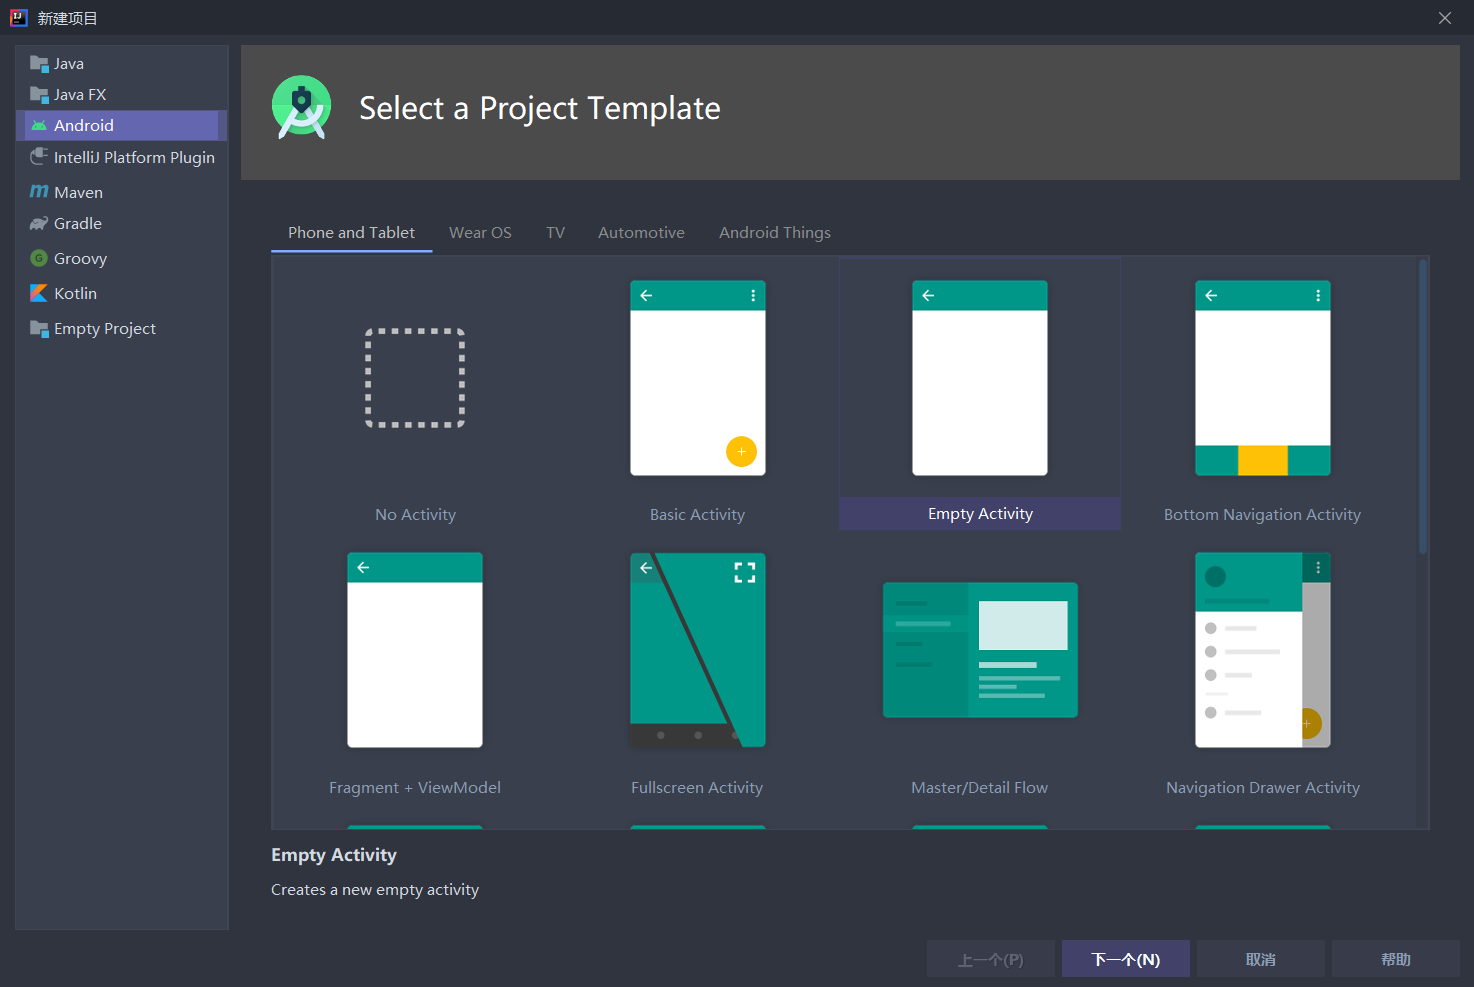 新建项目
Java
Java FX
Android
IntelliJ Platform Plugin
Maven
Gradle
Groovy
Kotlin
Empty Project
Select a Project Template
Phone and Tablet Wear OS TV Automotive Android Things
No Activity Basic Activity Empty Activity Bottom Navigation Activity
Fragment + ViewModel Fullscreen Activity Master/Detail Flow Navigation Drawer Activity
Empty Activity
Creates a new empty activity
上一个(P) 下一个(N) 取消 帮助